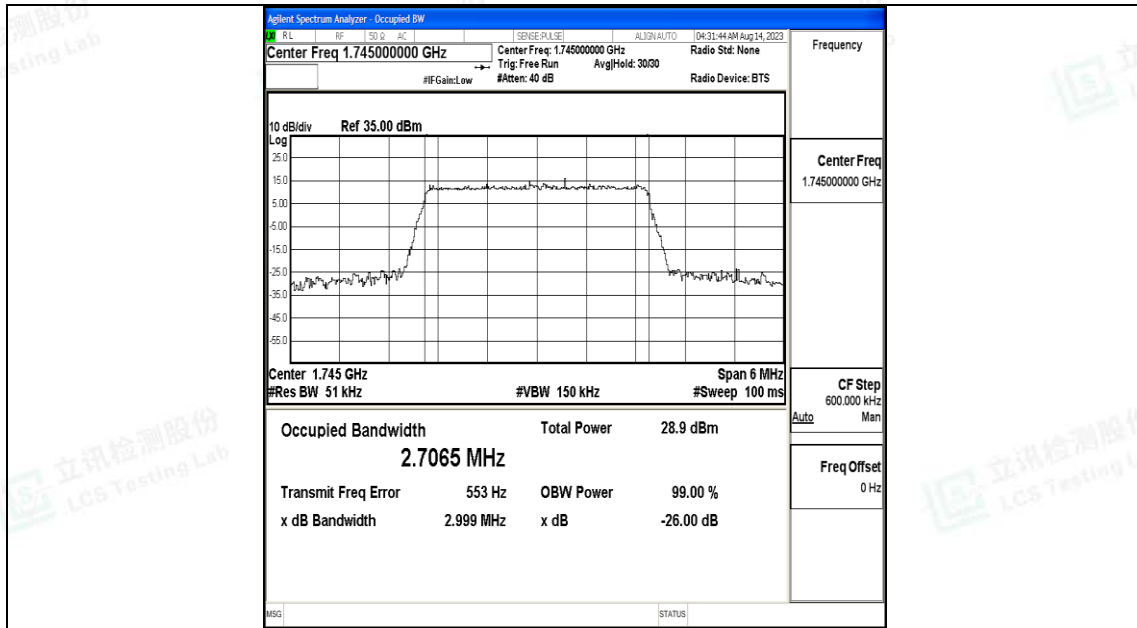 Agilent Spectrum Analyzer - Occupied BW
LXI RL RF 50 Ω AC SENSE:PULSE ALIGN AUTO 04:31:44 AM Aug 14, 2023
Center Freq 1.745000000 GHz
Center Freq: 1.745000000 GHz Radio Std: None
Trig: Free Run Avg|Hold: 30/30
#IFGain:Low #Atten: 40 dB Radio Device: BTS
Frequency
10 dB/div Ref 35.00 dBm
Log
25.0
15.0
5.00
-5.00
-15.0
-25.0
-35.0
-45.0
-55.0
Center 1.745 GHz Span 6 MHz
#Res BW 51 kHz #VBW 150 kHz #Sweep 100 ms
Center Freq
1.745000000 GHz
CF Step
600.000 kHz
Auto Man
Freq Offset
0 Hz
Occupied Bandwidth Total Power 28.9 dBm
2.7065 MHz
Transmit Freq Error 553 Hz OBW Power 99.00 %
x dB Bandwidth 2.999 MHz x dB -26.00 dB
MSG STATUS
立讯检测股份
LCS Testing Lab
立讯检测股份
LCS Testing L